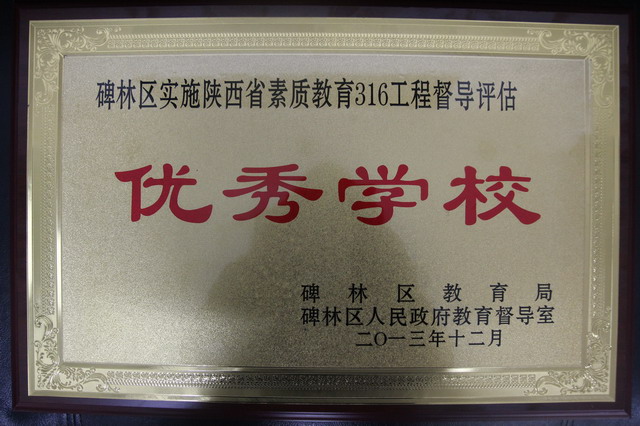 碑林区实施陕西省素质教育316工程督导评估
优秀学校
碑林区教育局
碑林区人民政府教育督导室
二〇一三年十二月